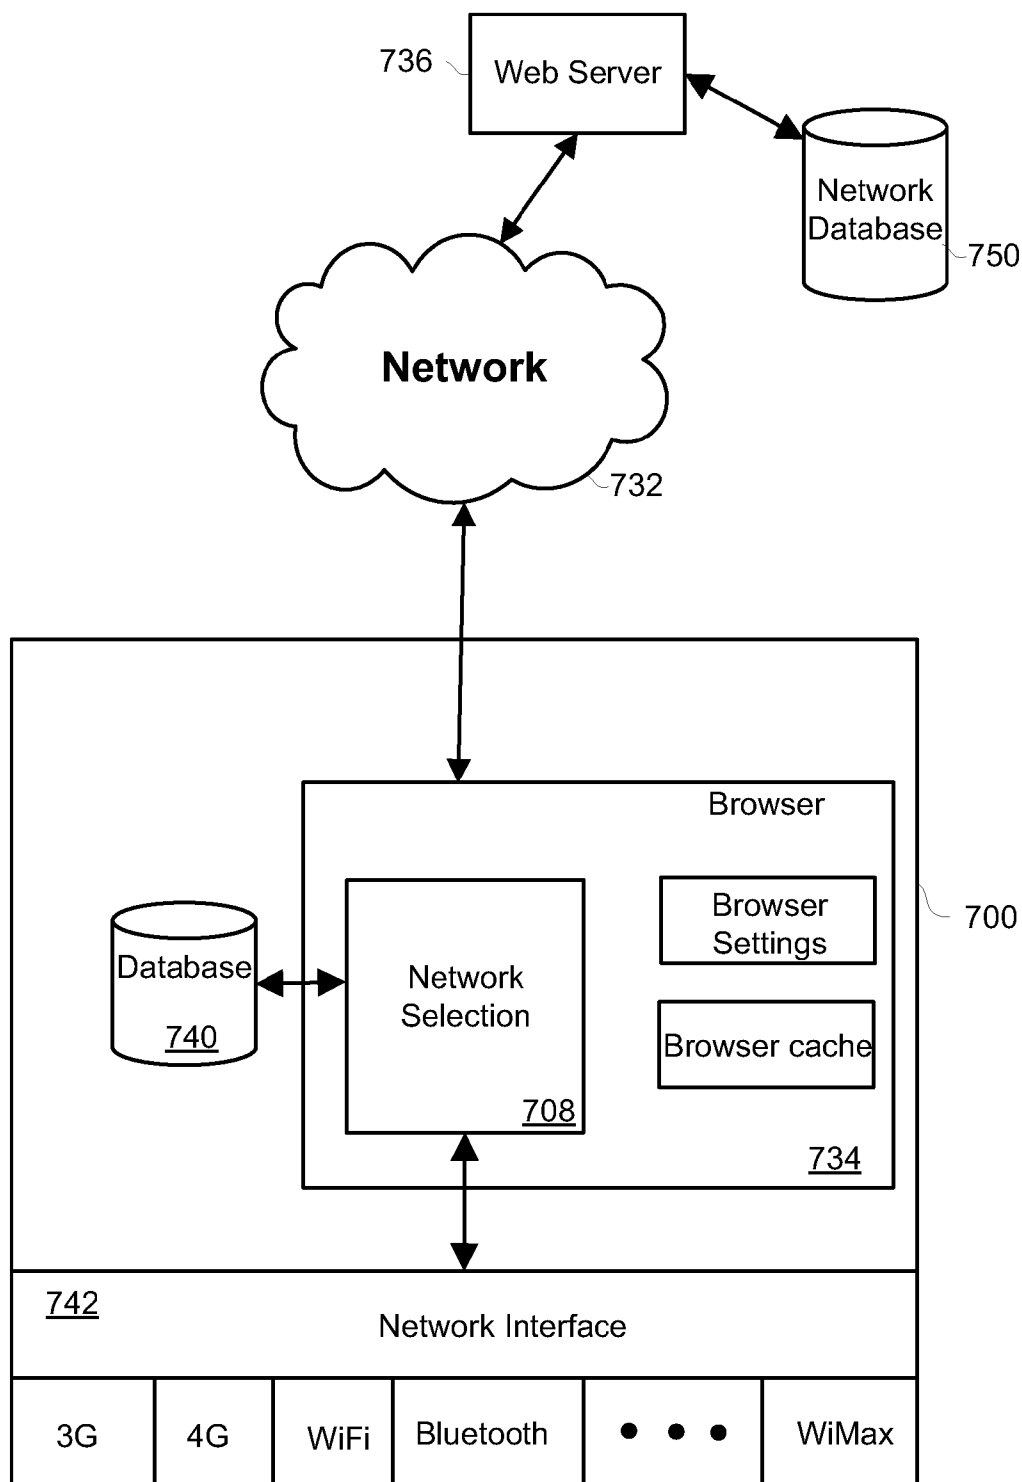 736
Web Server
Network
Database
750
Network
732
Browser
Browser
Settings
700
Database
740
Network
Selection
Browser cache
708
734
742
Network Interface
3G
4G
WiFi
Bluetooth
WiMax